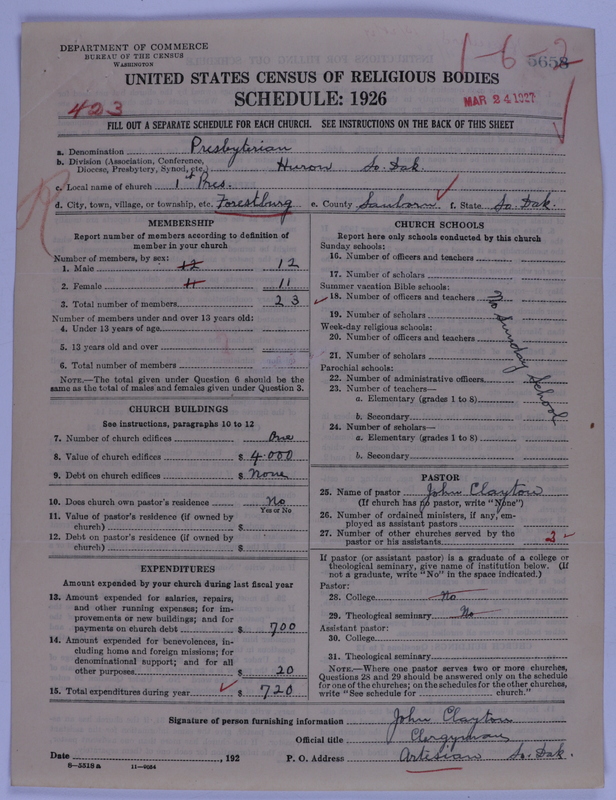 DEPARTMENT OF COMMERCE
BUREAU OF THE CENSUS
WASHINGTON
1-6-2
5658
UNITED STATES CENSUS OF RELIGIOUS BODIES
SCHEDULE: 1926
423
MAR 24 1927
FILL OUT A SEPARATE SCHEDULE FOR EACH CHURCH. SEE INSTRUCTIONS ON THE BACK OF THIS SHEET
a. Denomination Presbyterian
b. Division (Association, Conference, Diocese, Presbytery, Synod, etc.) Huron So. Dak.
c. Local name of church 1st Pres.
d. City, town, village, or township, etc. Forestburg e. County Sanborn f. State So. Dak.
MEMBERSHIP
Report number of members according to definition of
member in your church
Number of members, by sex:
1. Male 12 12
2. Female 11 11
3. Total number of members 23
Number of members under and over 13 years old:
4. Under 13 years of age
5. 13 years old and over
6. Total number of members
NOTE.—The total given under Question 6 should be the
same as the total of males and females given under Question 3.
CHURCH BUILDINGS
See instructions, paragraphs 10 to 12
7. Number of church edifices One
8. Value of church edifices $ 4000
9. Debt on church edifices $ None
10. Does church own pastor's residence No
Yes or No
11. Value of pastor's residence (if owned by
church) $
12. Debt on pastor's residence (if owned by
church) $
EXPENDITURES
Amount expended by your church during last fiscal year
13. Amount expended for salaries, repairs,
and other running expenses; for im-
provements or new buildings; and for
payments on church debt $ 700
14. Amount expended for benevolences, in-
cluding home and foreign missions; for
denominational support; and for all
other purposes $ 20
15. Total expenditures during year $ 720
CHURCH SCHOOLS
Report here only schools conducted by this church
Sunday schools:
16. Number of officers and teachers
17. Number of scholars
Summer vacation Bible schools:
18. Number of officers and teachers
19. Number of scholars
Week-day religious schools:
20. Number of officers and teachers
21. Number of scholars
Parochial schools:
22. Number of administrative officers
23. Number of teachers—
a. Elementary (grades 1 to 8)
b. Secondary
24. Number of scholars—
a. Elementary (grades 1 to 8)
b. Secondary
No Sunday School
PASTOR
25. Name of pastor John Clayton
(If church has no pastor, write "None")
26. Number of ordained ministers, if any, em-
ployed as assistant pastors
27. Number of other churches served by the
pastor or his assistants
If pastor (or assistant pastor) is a graduate of a college or
theological seminary, give name of institution below. (If
not a graduate, write "No" in the space indicated.)
Pastor:
28. College No
29. Theological seminary No
Assistant pastor:
30. College
31. Theological seminary
NOTE.—Where one pastor serves two or more churches,
Questions 28 and 29 should be answered only on the schedule
for one of the churches; on the schedules for the other churches,
write "See schedule for church."
Signature of person furnishing information John Clayton
Official title Clergyman
Date , 192 P. O. Address Artesian So. Dak.
8—5518a 11—9084